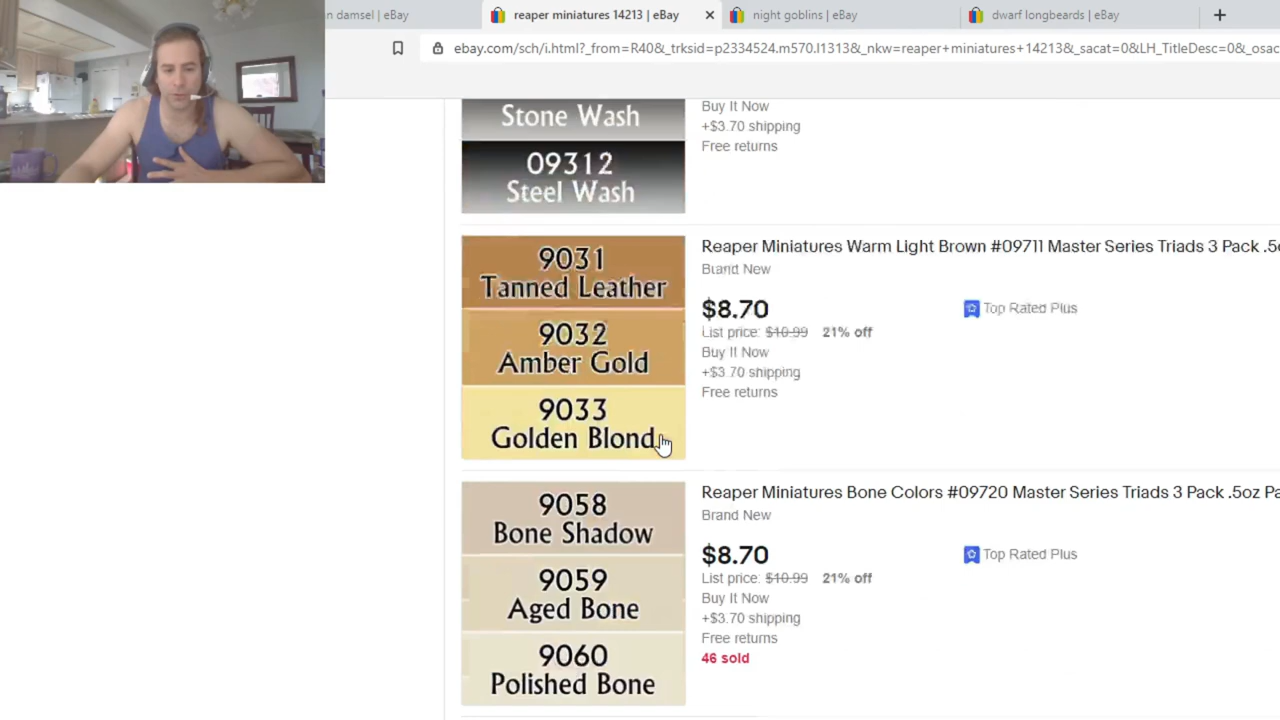 n damsel | eBay
reaper miniatures 14213 | eBay
night goblins | eBay
dwarf longbeards | eBay
ebay.com/sch/i.html?_from=R40&_trksid=p2334524.m570.l1313&_nkw=reaper+miniatures+14213&_sacat=0&LH_TitleDesc=0&_osac
Stone Wash
09312
Steel Wash
Buy It Now
+$3.70 shipping
Free returns
9031
Tanned Leather
9032
Amber Gold
9033
Golden Blond
Reaper Miniatures Warm Light Brown #09711 Master Series Triads 3 Pack .5
Brand New
$8.70
Top Rated Plus
List price: $10.99 21% off
Buy It Now
+$3.70 shipping
Free returns
9058
Bone Shadow
9059
Aged Bone
9060
Polished Bone
Reaper Miniatures Bone Colors #09720 Master Series Triads 3 Pack .5oz Pa
Brand New
$8.70
Top Rated Plus
List price: $10.99 21% off
Buy It Now
+$3.70 shipping
Free returns
46 sold